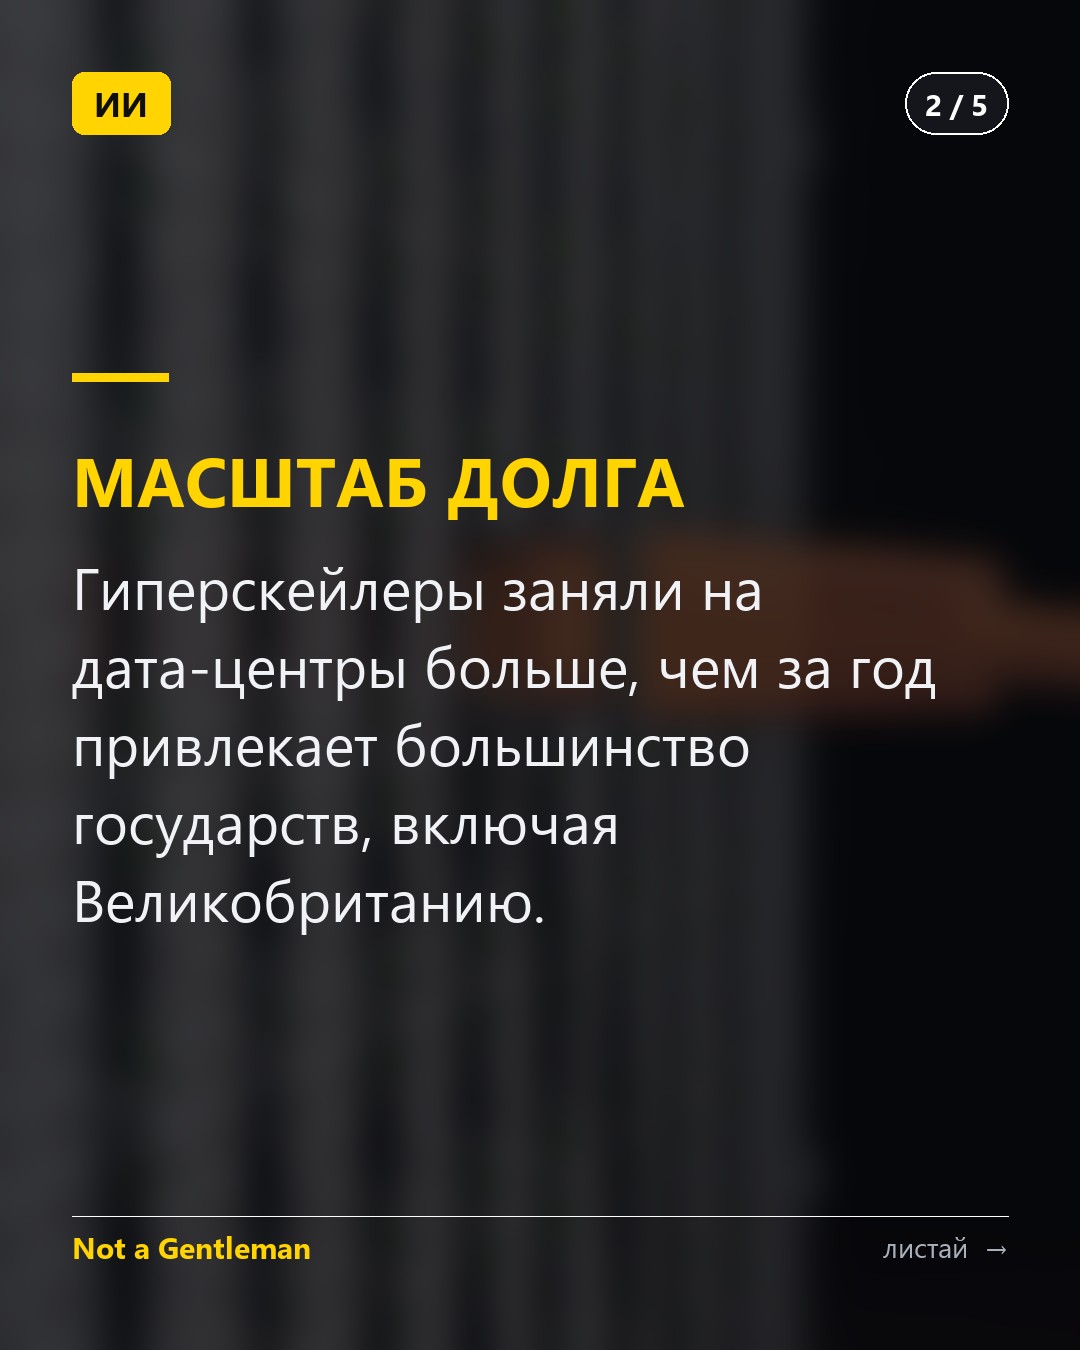 ИИ
2 / 5
МАСШТАБ ДОЛГА
Гиперскейлеры заняли на
дата-центры больше, чем за год
привлекает большинство
государств, включая
Великобританию.
Not a Gentleman
листай →